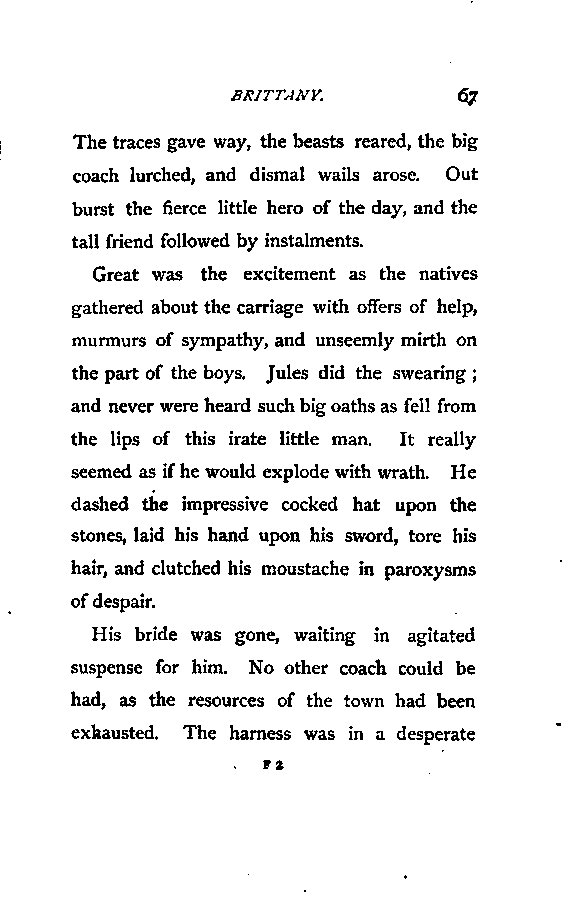 BRITTANY. 67
The traces gave way, the beasts reared, the big
coach lurched, and dismal wails arose. Out
burst the fierce little hero of the day, and the
tall friend followed by instalments.
Great was the excitement as the natives
gathered about the carriage with offers of help,
murmurs of sympathy, and unseemly mirth on
the part of the boys. Jules did the swearing ;
and never were heard such big oaths as fell from
the lips of this irate little man. It really
seemed as if he would explode with wrath. He
dashed the impressive cocked hat upon the
stones, laid his hand upon his sword, tore his
hair, and clutched his moustache in paroxysms
of despair.
His bride was gone, waiting in agitated
suspense for him. No other coach could be
had, as the resources of the town had been
exhausted. The harness was in a desperate
F 2